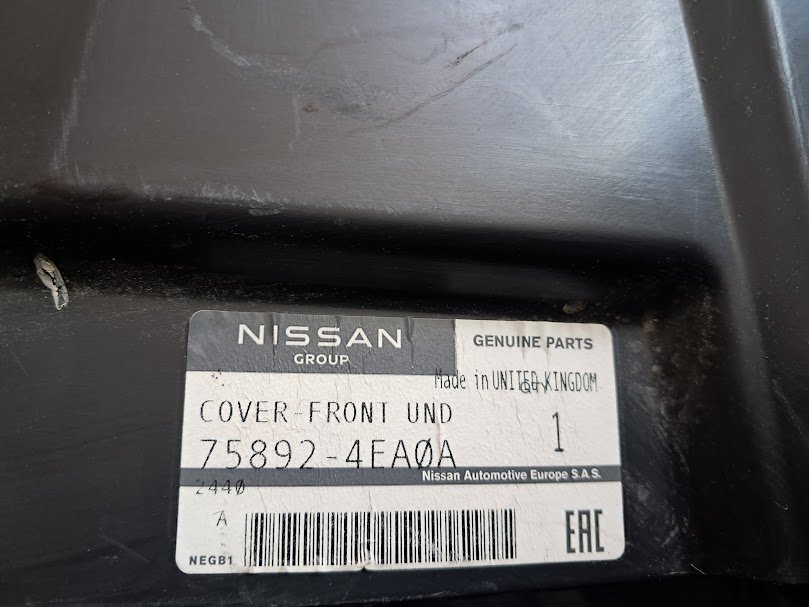 NISSAN
GROUP
GENUINE PARTS
Made in UNITED KINGDOM
QTY
COVER-FRONT UND
1
75892-4EA0A
Nissan Automotive Europe S.A.S.
2440
A
NEGB1
EAC